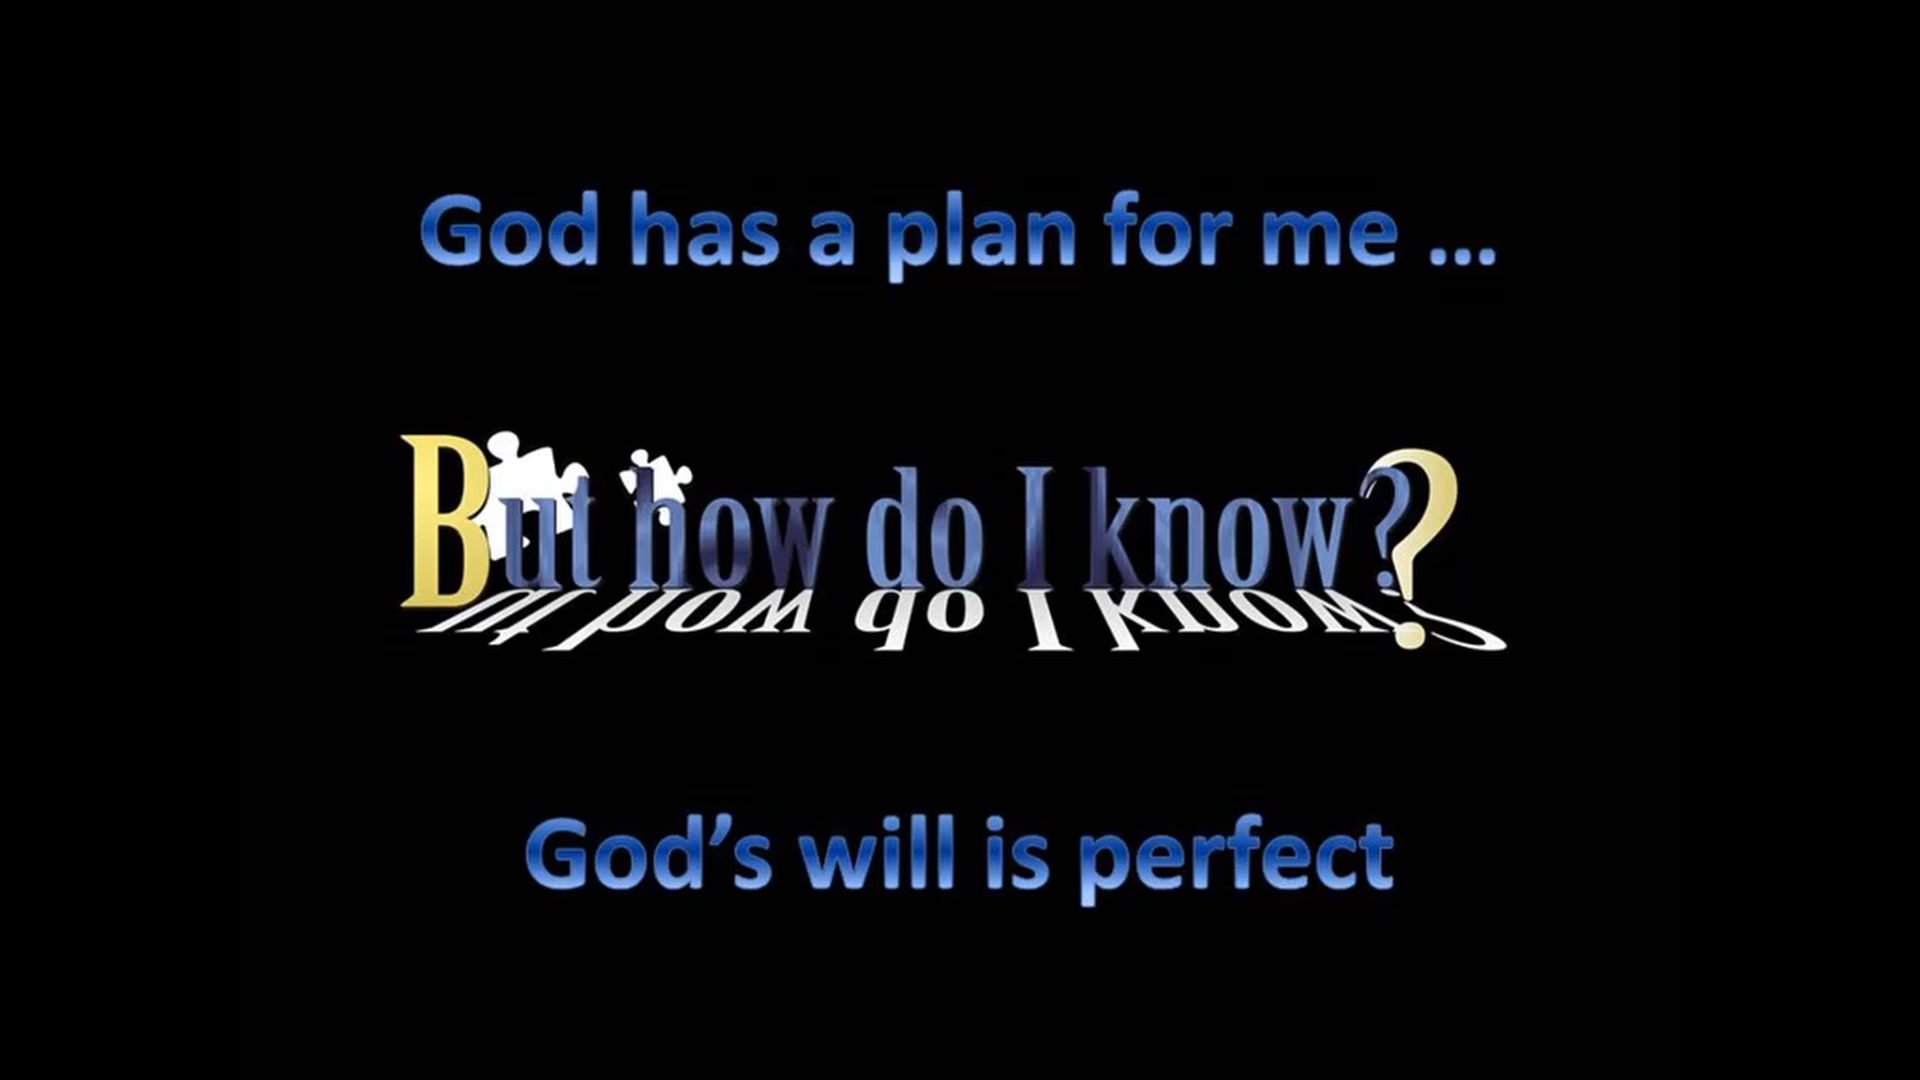 God has a plan for me ...
But how do I know?
God's will is perfect